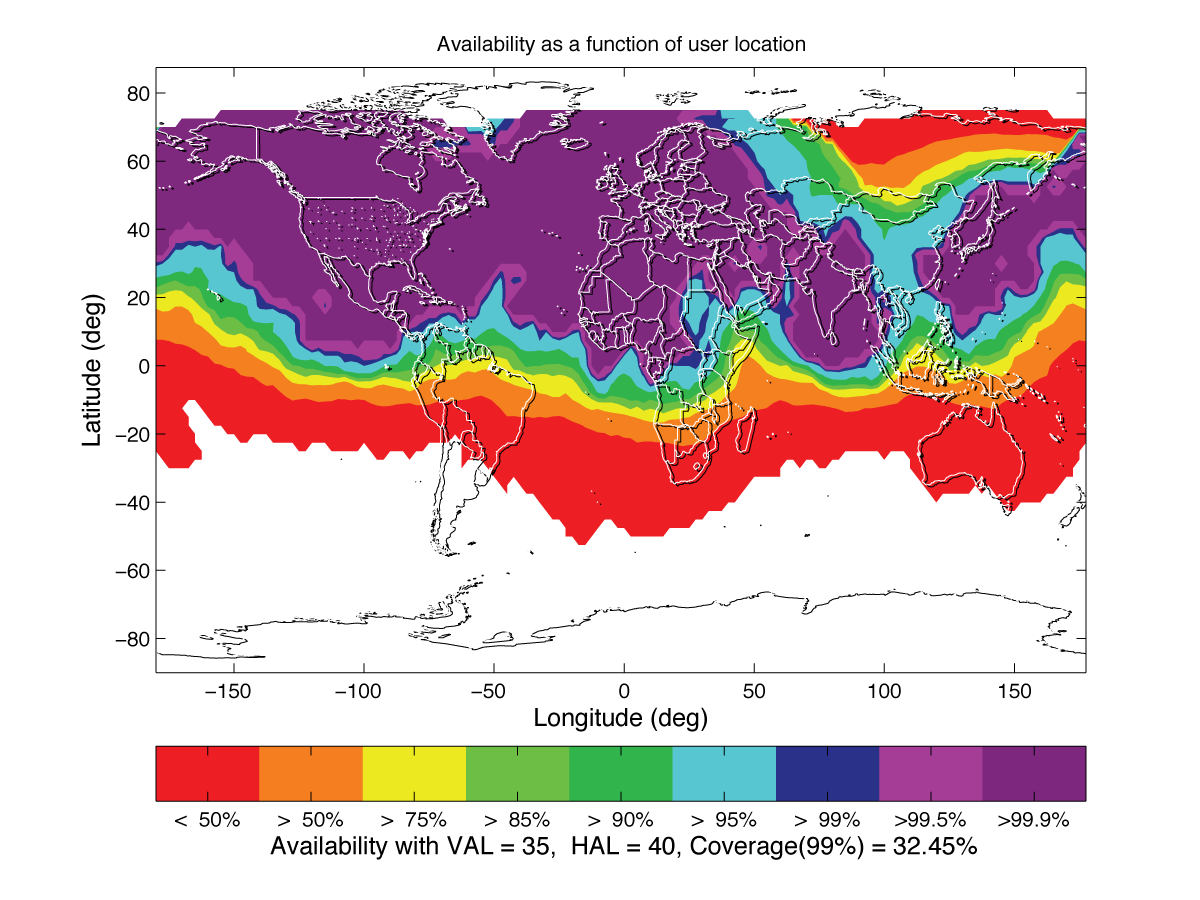 Availability as a function of user location
80
60
40
20
0
−20
−40
−60
−80
Latitude (deg)
−150 −100 −50 0 50 100 150
Longitude (deg)
< 50% > 50% > 75% > 85% > 90% > 95% > 99% >99.5% >99.9%
Availability with VAL = 35, HAL = 40, Coverage(99%) = 32.45%